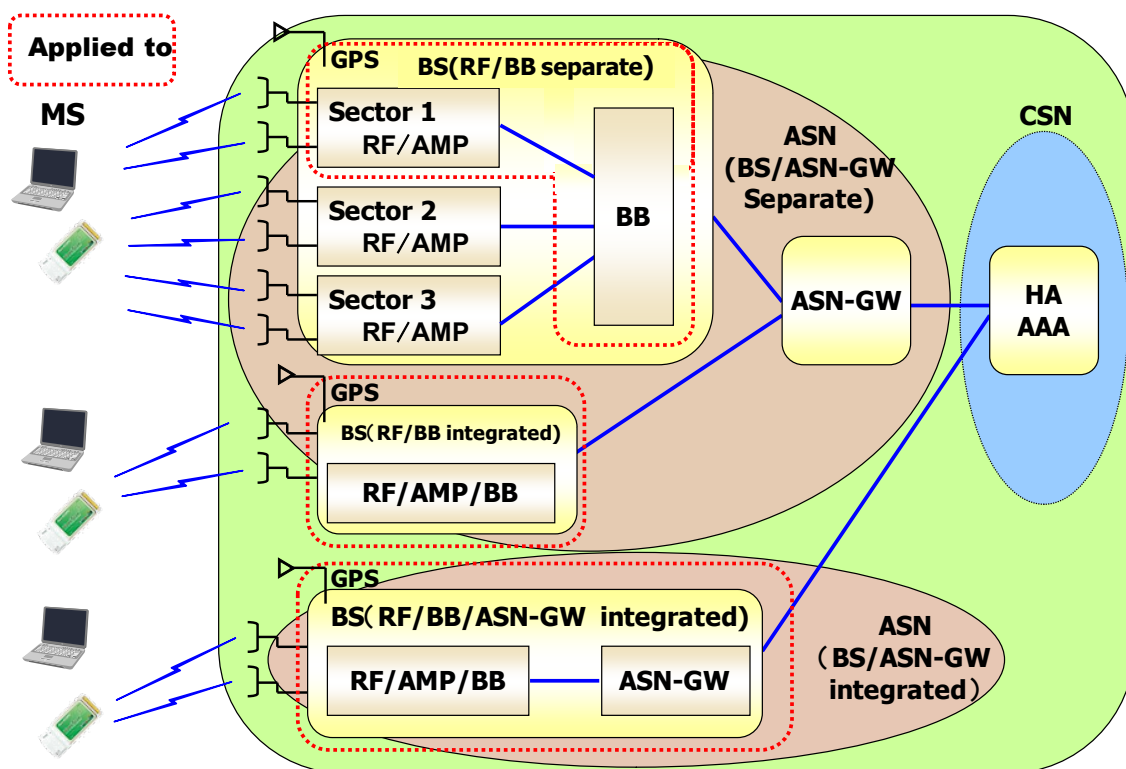 Applied to
MS
GPS
BS(RF/BB separate)
Sector 1
RF/AMP
Sector 2
RF/AMP
Sector 3
RF/AMP
BB
ASN
(BS/ASN-GW
Separate)
ASN-GW
CSN
HA
AAA
GPS
BS(RF/BB integrated)
RF/AMP/BB
GPS
BS(RF/BB/ASN-GW integrated)
RF/AMP/BB
ASN-GW
ASN
(BS/ASN-GW
integrated)